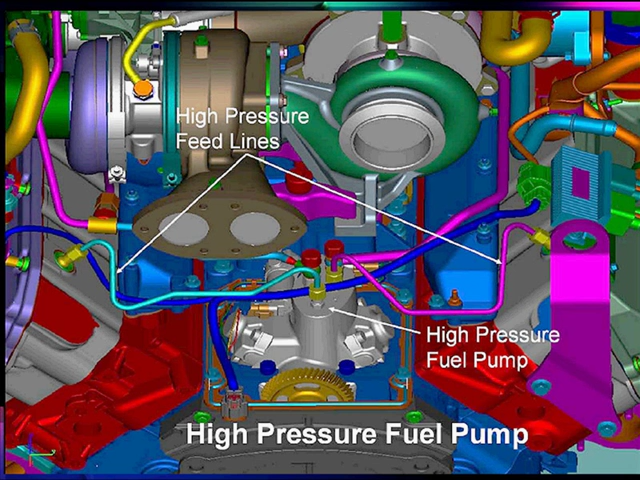 High Pressure
Feed Lines
High Pressure
Fuel Pump
High Pressure Fuel Pump